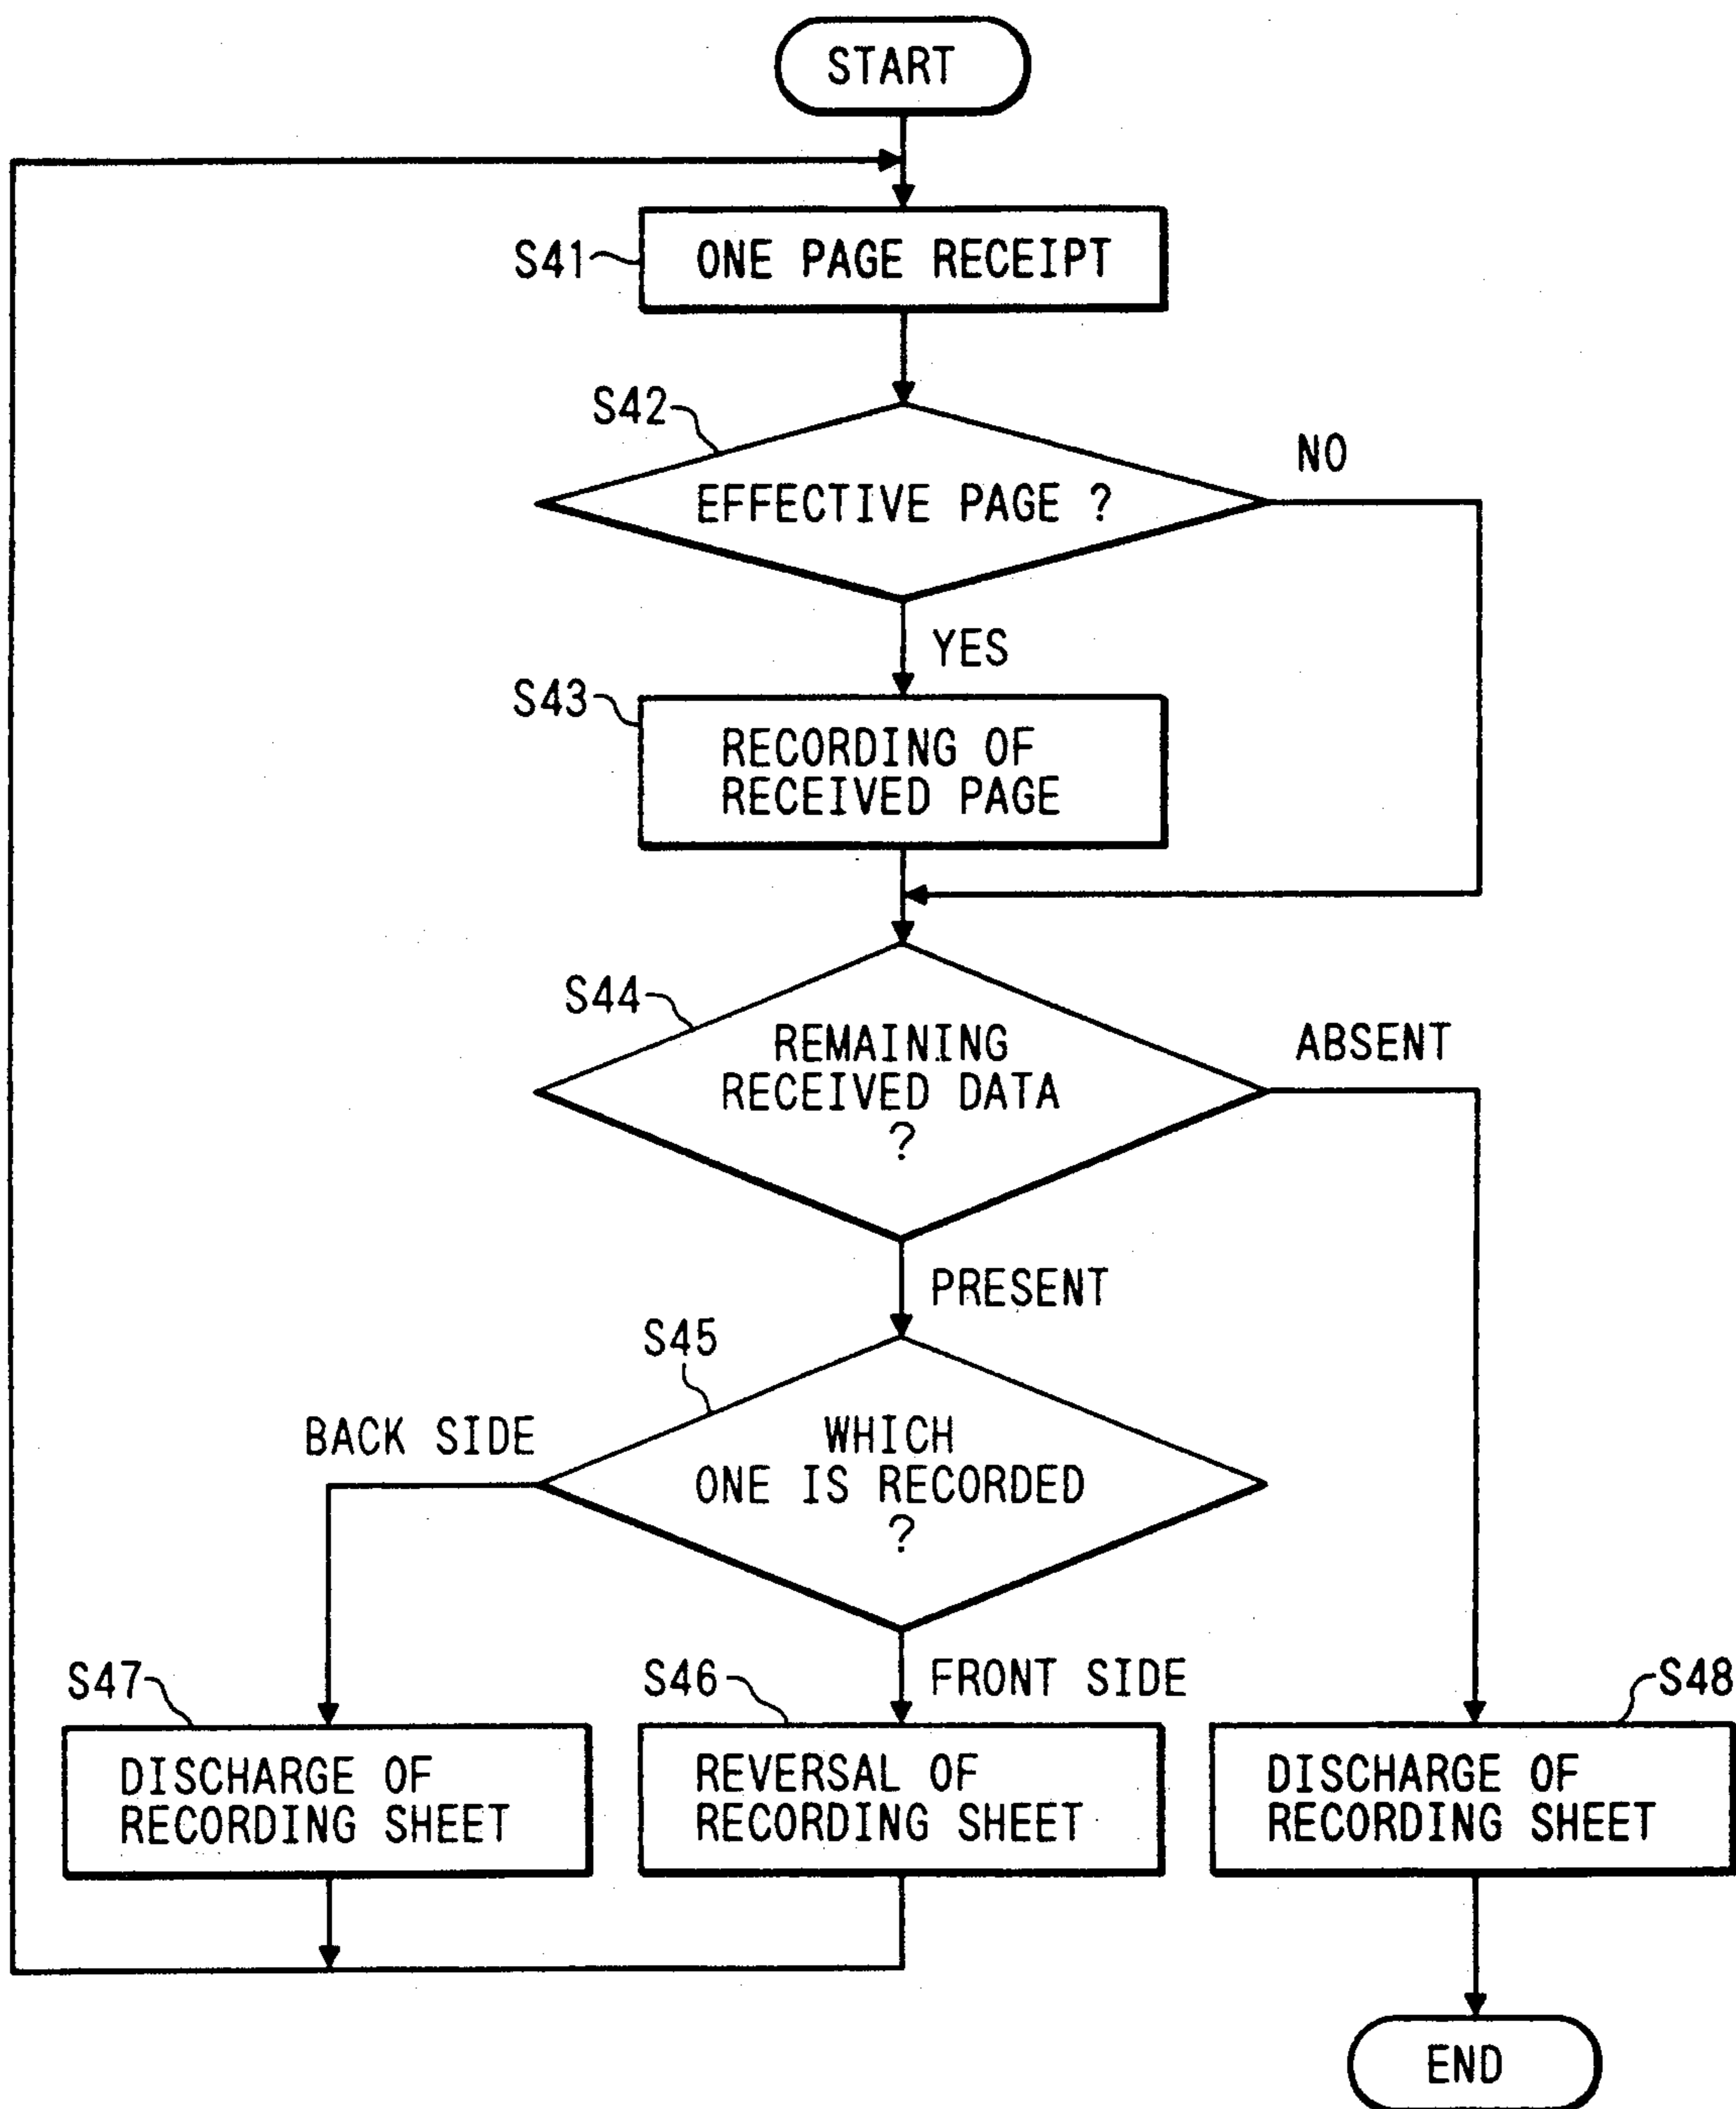 START
S41
ONE PAGE RECEIPT
S42
EFFECTIVE PAGE ?
NO
YES
S43
RECORDING OF
RECEIVED PAGE
S44
REMAINING
RECEIVED DATA
?
ABSENT
PRESENT
S45
BACK SIDE
WHICH
ONE IS RECORDED
?
FRONT SIDE
S47
DISCHARGE OF
RECORDING SHEET
S46
REVERSAL OF
RECORDING SHEET
S48
DISCHARGE OF
RECORDING SHEET
END